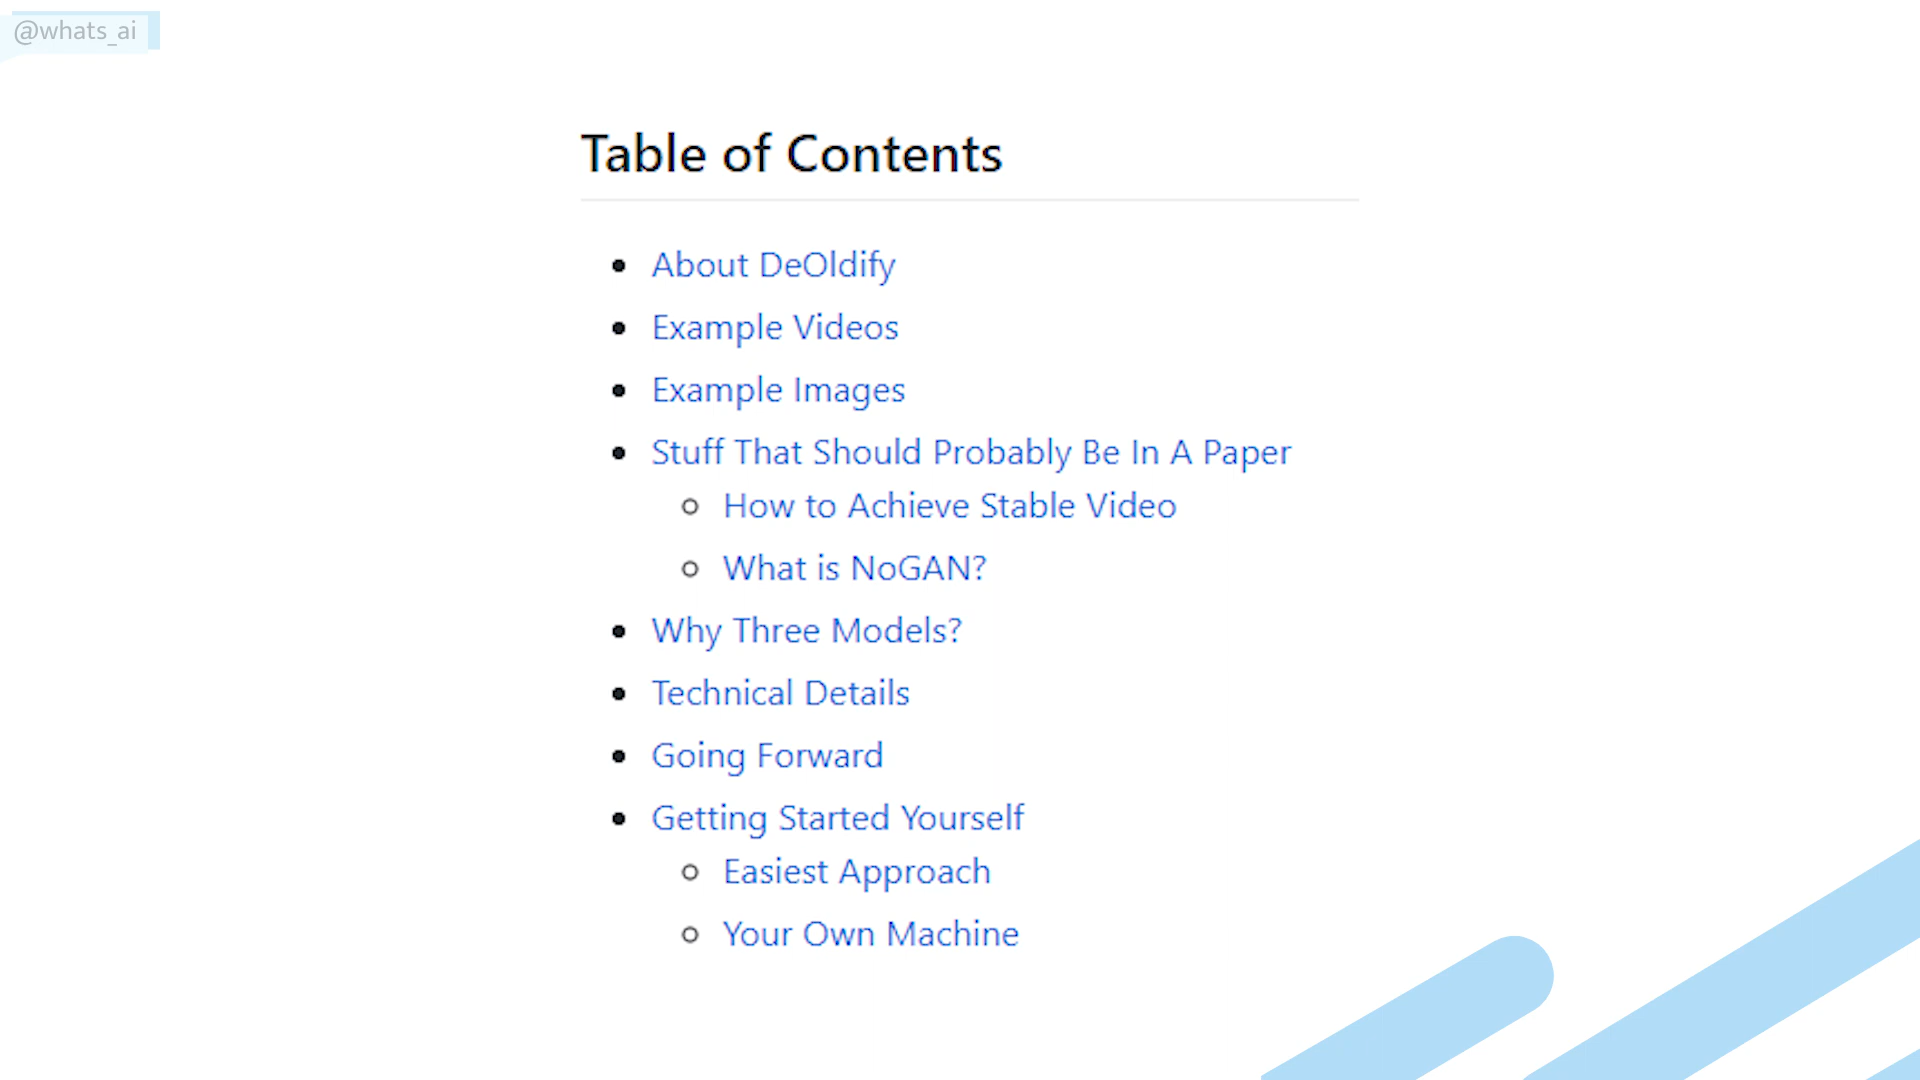 @whats_ai
Table of Contents
About DeOldify
Example Videos
Example Images
Stuff That Should Probably Be In A Paper
How to Achieve Stable Video
What is NoGAN?
Why Three Models?
Technical Details
Going Forward
Getting Started Yourself
Easiest Approach
Your Own Machine